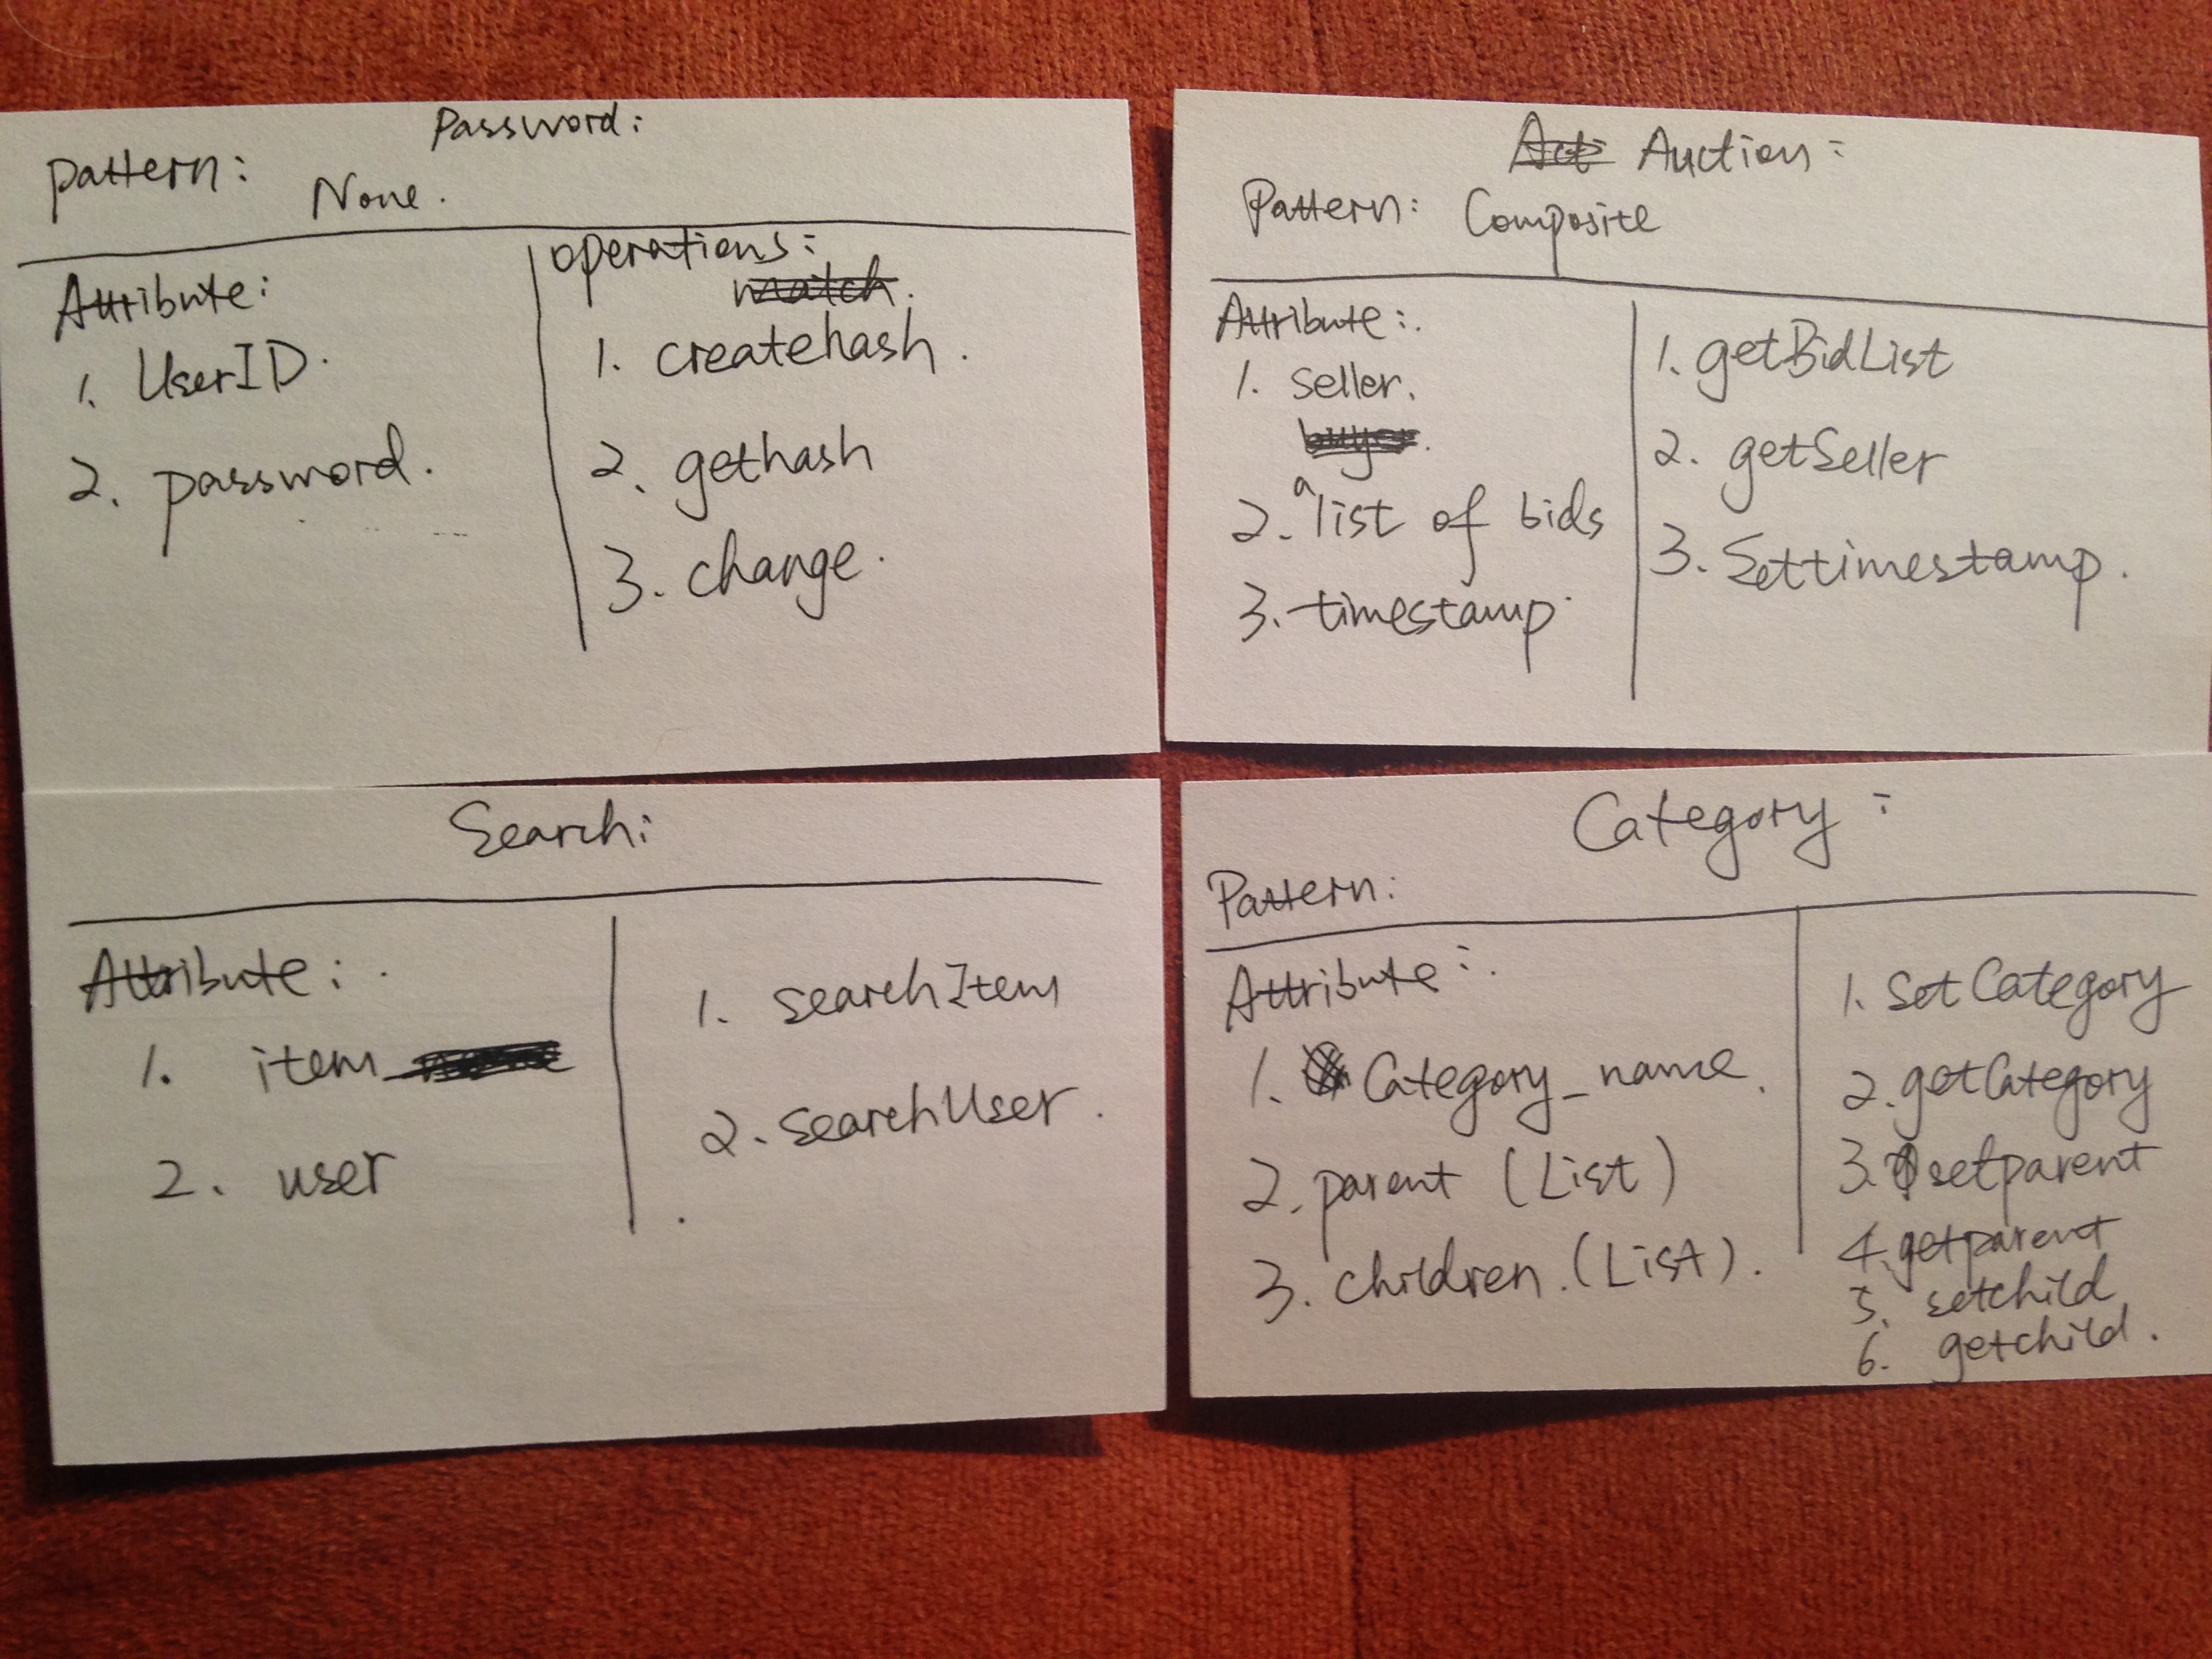 Password:
Pattern:
None.
Attribute:
1. UserID.
2. password.
operations:
match.
1. createhash.
2. gethash
3. change.
Act Auction:
Pattern: Composite
Attribute:
1. seller.
buyer.
2. a list of bids
3. timestamp.
1. getBidList
2. getSeller
3. Settimestamp.
Search:
Attribute:
1. item
2. user
1. searchItem
2. searchUser.
Category:
Pattern:
Attribute:
1. Category_name.
2. parent (List)
3. children. (List).
1. SetCategory
2. getCategory
3. setparent
4. getparent
5. setchild
6. getchild.